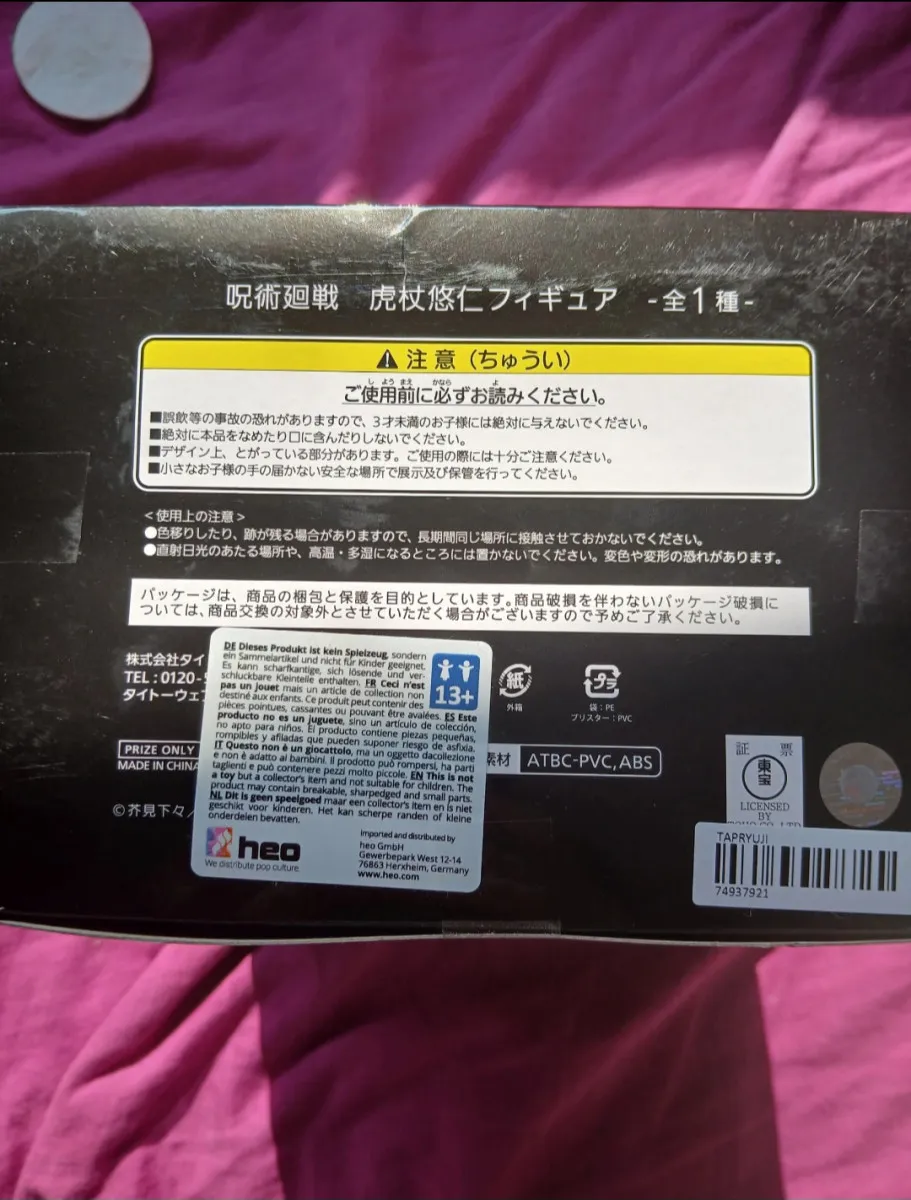 呪術廻戦　虎杖悠仁フィギュア　-全1種-
⚠ 注意（ちゅうい）
し よう まえ かなら よ
ご使用前に必ずお読みください。
■誤飲等の事故の恐れがありますので、3才未満のお子様には絶対に与えないでください。
■絶対に本品をなめたり口に含んだりしないでください。
■デザイン上、とがっている部分があります。ご使用の際には十分ご注意ください。
■小さなお子様の手の届かない安全な場所で展示及び保管を行ってください。
＜使用上の注意＞
●色移りしたり、跡が残る場合がありますので、長期間同じ場所に接触させておかないでください。
●直射日光のあたる場所や、高温・多湿になるところには置かないでください。変色や変形の恐れがあります。
パッケージは、商品の梱包と保護を目的としています。商品破損を伴わないパッケージ破損に
ついては、商品交換の対象外とさせていただく場合がございますので予めご了承ください。
株式会社タイ
TEL:0120-5
タイトーウェ
PRIZE ONLY
MADE IN CHINA
©芥見下々／
DE Dieses Produkt ist kein Spielzeug, sondern
ein Sammelartikel und nicht für Kinder geeignet.
Es kann scharfkantige, sich lösende und ver-
schluckbare Kleinteile enthalten. FR Ceci n'est
pas un jouet mais un article de collection non
destiné aux enfants. Ce produit peut contenir des
pièces pointues, cassantes ou pouvant être avalées. ES Este
producto no es un juguete, sino un artículo de colección,
no apto para niños. El producto contiene piezas pequeñas,
rompibles y afiladas que pueden suponer riesgo de asfixia.
IT Questo non è un giocattolo, ma un oggetto dacollezione
e non è adatto ai bambini. Il prodotto può rompersi, ha parti
taglienti e può contenere pezzi molto piccole. EN This is not
a toy but a collector's item and not suitable for children. The
product may contain breakable, sharpedged and small parts.
NL Dit is geen speelgoed maar een collector's item en is niet
geschikt voor kinderen. Het kan scherpe randen of kleine
onderdelen bevatten.
13+
heo
We distribute pop culture.
Imported and distributed by
heo GmbH
Gewerbepark West 12-14
76863 Herxheim, Germany
www.heo.com
紙
外箱
プラ
袋：PE
ブリスター：PVC
素材 ATBC-PVC,ABS
証 票
東宝
LICENSED
BY
TOHO CO.,LTD
TAPRYUJI
74937921